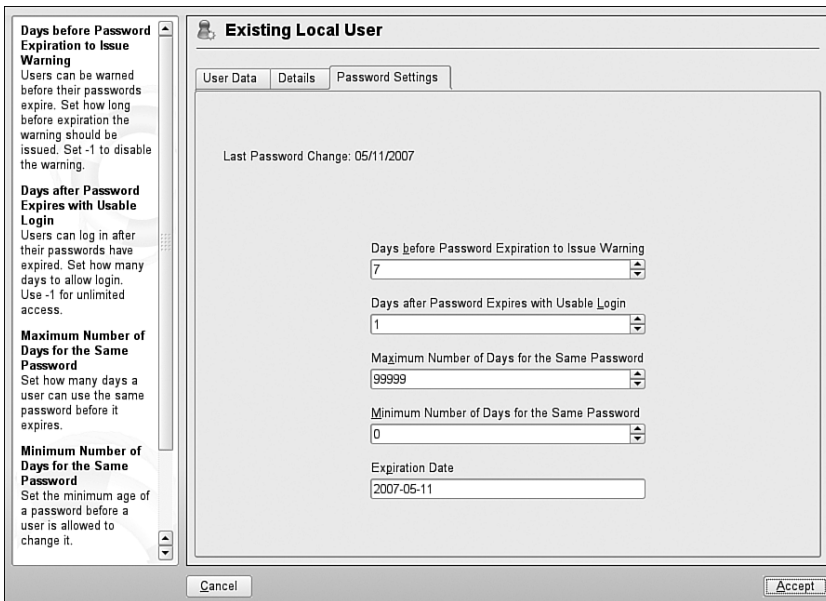 Days before Password
Expiration to Issue
Warning
Users can be warned
before their passwords
expire. Set how long
before expiration the
warning should be
issued. Set -1 to disable
the warning.
Days after Password
Expires with Usable
Login
Users can log in after
their passwords have
expired. Set how many
days to allow login.
Use -1 for unlimited
access.
Maximum Number of
Days for the Same
Password
Set how many days a
user can use the same
password before it
expires.
Minimum Number of
Days for the Same
Password
Set the minimum age of
a password before a
user is allowed to
change it.
Existing Local User
User Data
Details
Password Settings
Last Password Change: 05/11/2007
Days before Password Expiration to Issue Warning
7
Days after Password Expires with Usable Login
1
Maximum Number of Days for the Same Password
99999
Minimum Number of Days for the Same Password
0
Expiration Date
2007-05-11
Cancel
Accept